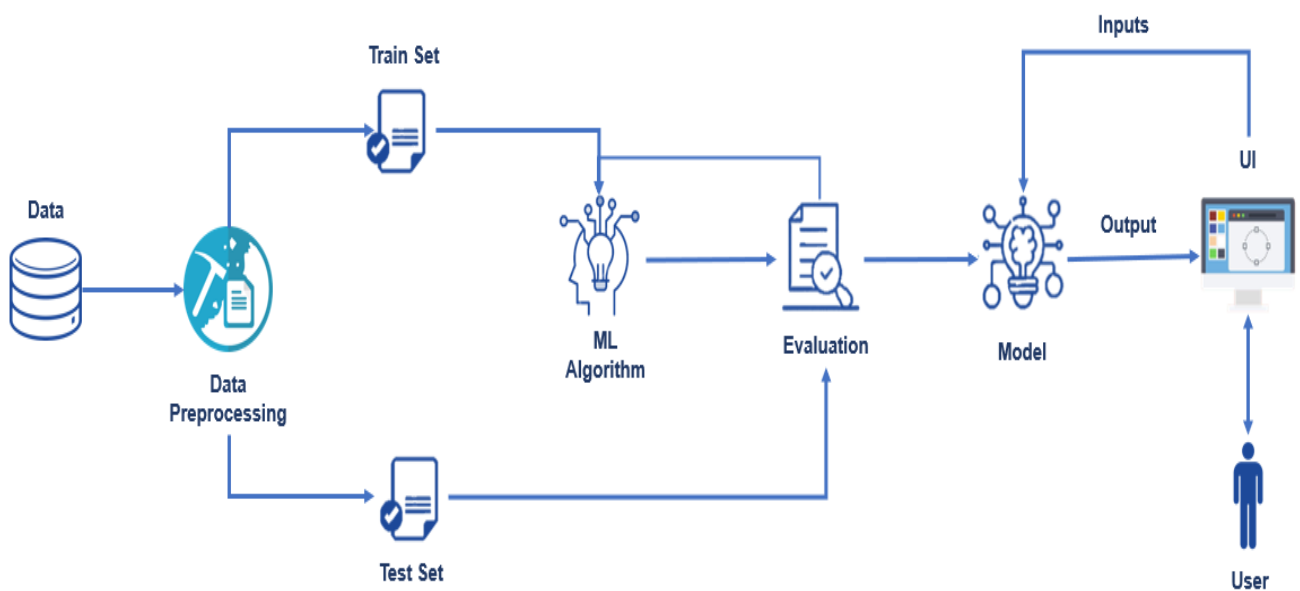 Inputs
Train Set
UI
Data
Output
ML
Algorithm
Evaluation
Model
Data
Preprocessing
Test Set
User